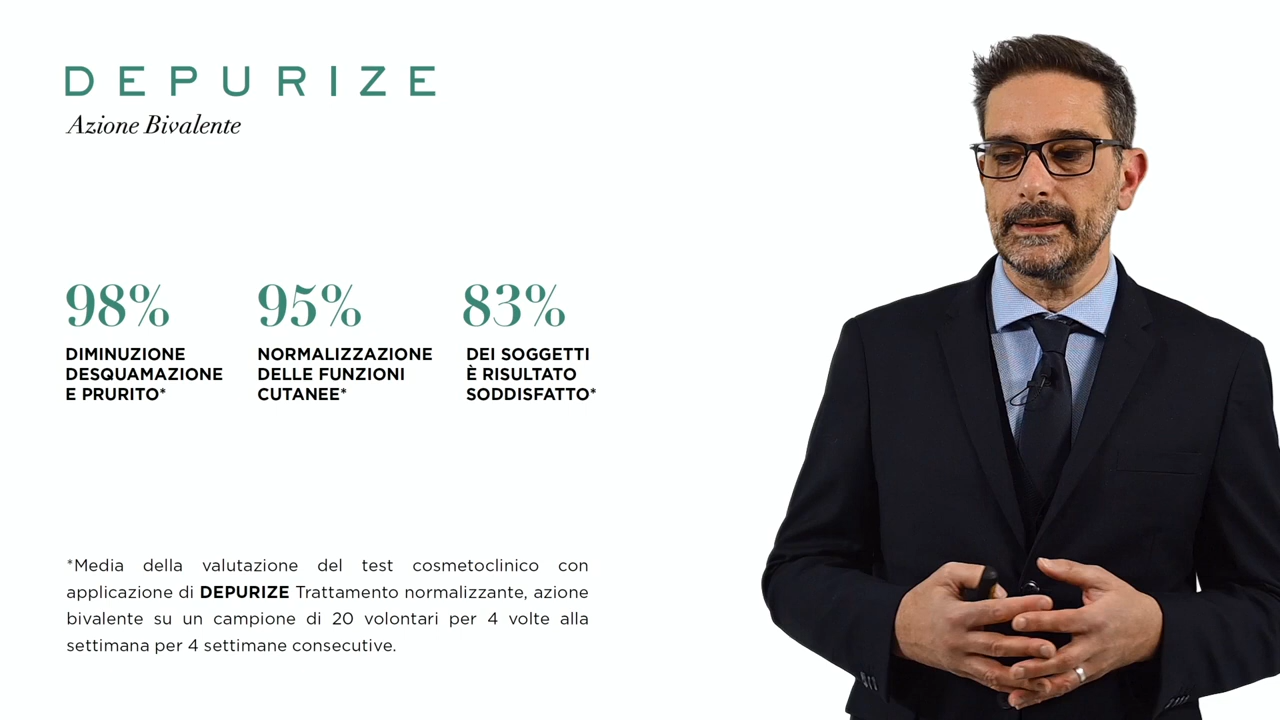 DEPURIZE
Azione Bivalente
98%
DIMINUZIONE
DESQUAMAZIONE
E PRURITO*
95%
NORMALIZZAZIONE
DELLE FUNZIONI
CUTANEE*
83%
DEI SOGGETTI
È RISULTATO
SODDISFATTO*
*Media della valutazione del test cosmetoclinico con
applicazione di DEPURIZE Trattamento normalizzante, azione
bivalente su un campione di 20 volontari per 4 volte alla
settimana per 4 settimane consecutive.